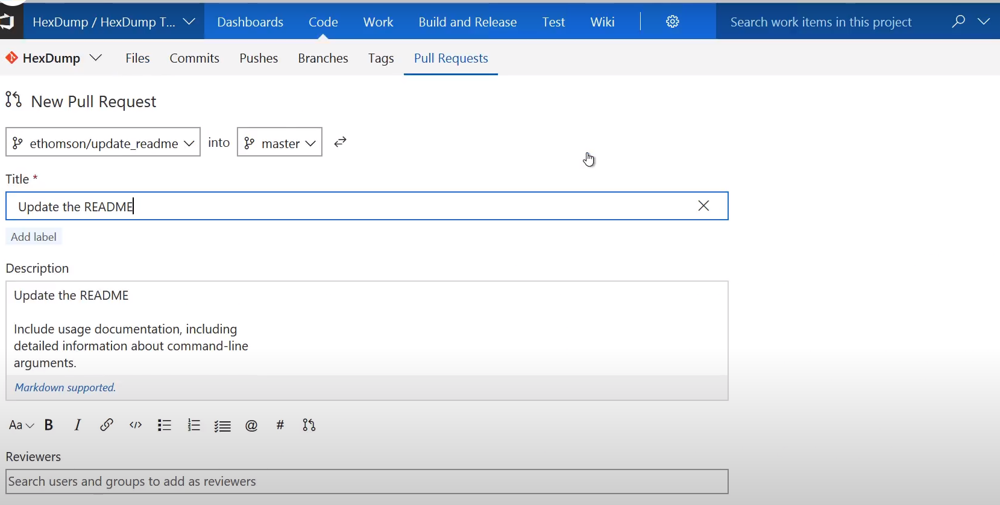 HexDump / HexDump T... Dashboards Code Work Build and Release Test Wiki Search work items in this project
HexDump Files Commits Pushes Branches Tags Pull Requests
New Pull Request
ethomson/update_readme into master
Title *
Update the README
Add label
Description
Update the README
Include usage documentation, including
detailed information about command-line
arguments.
Markdown supported.
Aa B I </> @ #
Reviewers
Search users and groups to add as reviewers